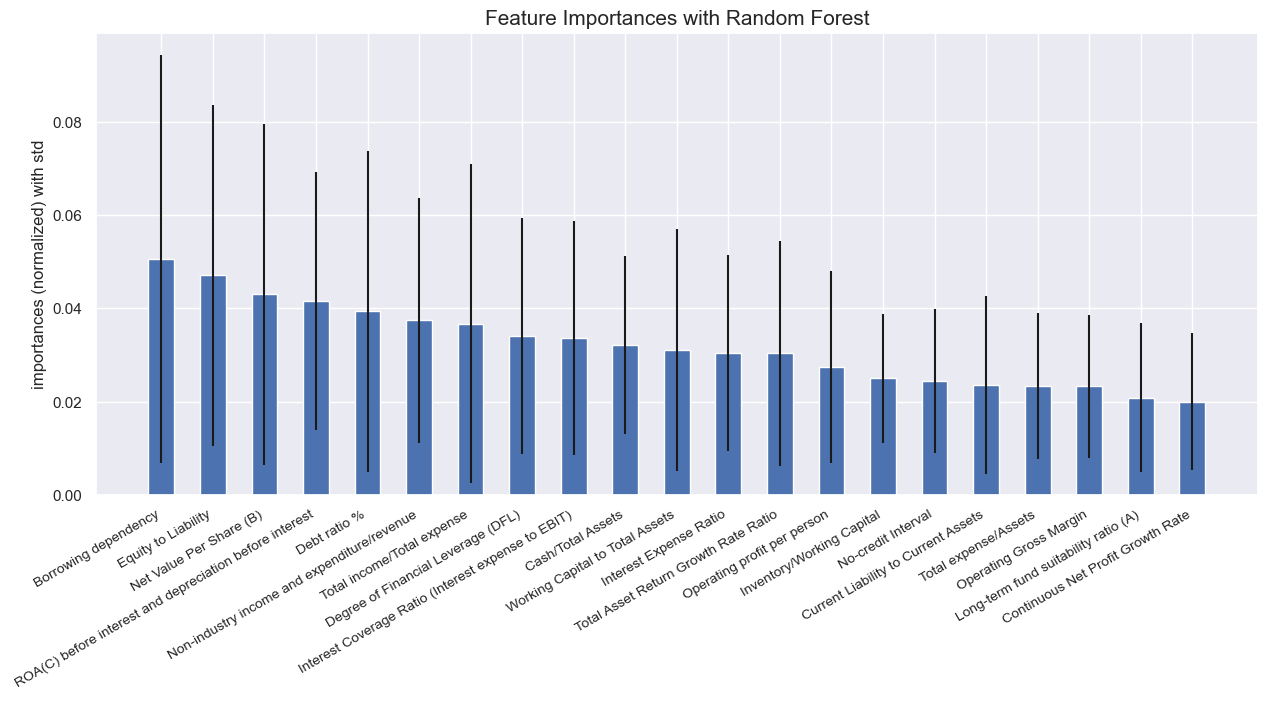 Feature Importances with Random Forest
importances (normalized) with std
0.08
0.06
0.04
0.02
0.00
Borrowing dependency
Equity to Liability
Net Value Per Share (B)
ROA(C) before interest and depreciation before interest
Debt ratio %
Non-industry income and expenditure/revenue
Total income/Total expense
Degree of Financial Leverage (DFL)
Interest Coverage Ratio (Interest expense to EBIT)
Cash/Total Assets
Working Capital to Total Assets
Interest Expense Ratio
Total Asset Return Growth Rate Ratio
Operating profit per person
Inventory/Working Capital
No-credit Interval
Current Liability to Current Assets
Total expense/Assets
Operating Gross Margin
Long-term fund suitability ratio (A)
Continuous Net Profit Growth Rate